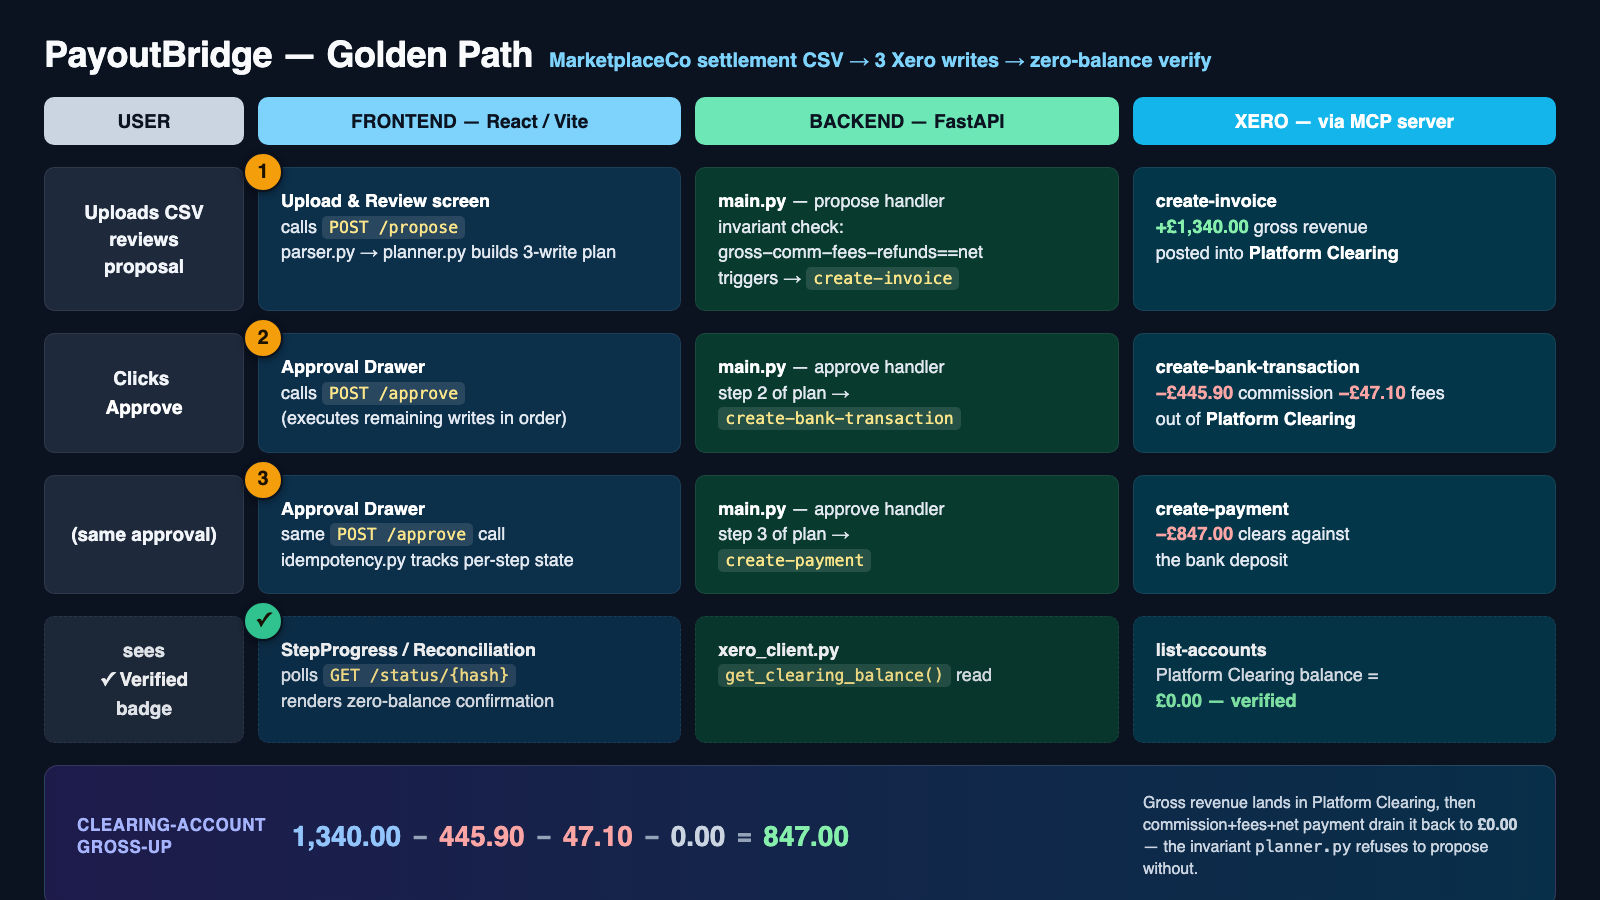 PayoutBridge — Golden Path MarketplaceCo settlement CSV → 3 Xero writes → zero-balance verify
USER
FRONTEND — React / Vite
BACKEND — FastAPI
XERO — via MCP server
Uploads CSV
reviews
proposal
1
Upload & Review screen
calls POST /propose
parser.py → planner.py builds 3-write plan
main.py — propose handler
invariant check:
gross−comm−fees−refunds==net
triggers → create-invoice
create-invoice
+£1,340.00 gross revenue
posted into Platform Clearing
Clicks
Approve
2
Approval Drawer
calls POST /approve
(executes remaining writes in order)
main.py — approve handler
step 2 of plan →
create-bank-transaction
create-bank-transaction
−£445.90 commission −£47.10 fees
out of Platform Clearing
(same approval)
3
Approval Drawer
same POST /approve call
idempotency.py tracks per-step state
main.py — approve handler
step 3 of plan →
create-payment
create-payment
−£847.00 clears against
the bank deposit
sees
✓ Verified
badge
✓
StepProgress / Reconciliation
polls GET /status/{hash}
renders zero-balance confirmation
xero_client.py
get_clearing_balance() read
list-accounts
Platform Clearing balance =
£0.00 — verified
CLEARING-ACCOUNT
GROSS-UP
1,340.00 − 445.90 − 47.10 − 0.00 = 847.00
Gross revenue lands in Platform Clearing, then
commission+fees+net payment drain it back to £0.00
— the invariant planner.py refuses to propose
without.